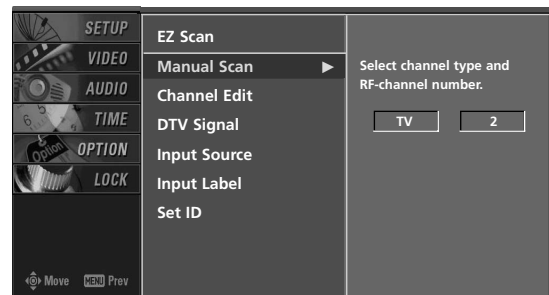 SETUP
VIDEO
AUDIO
TIME
OPTION
LOCK
Move MENU Prev
EZ Scan
Manual Scan ▶
Channel Edit
DTV Signal
Input Source
Input Label
Set ID
Select channel type and
RF-channel number.
TV 2